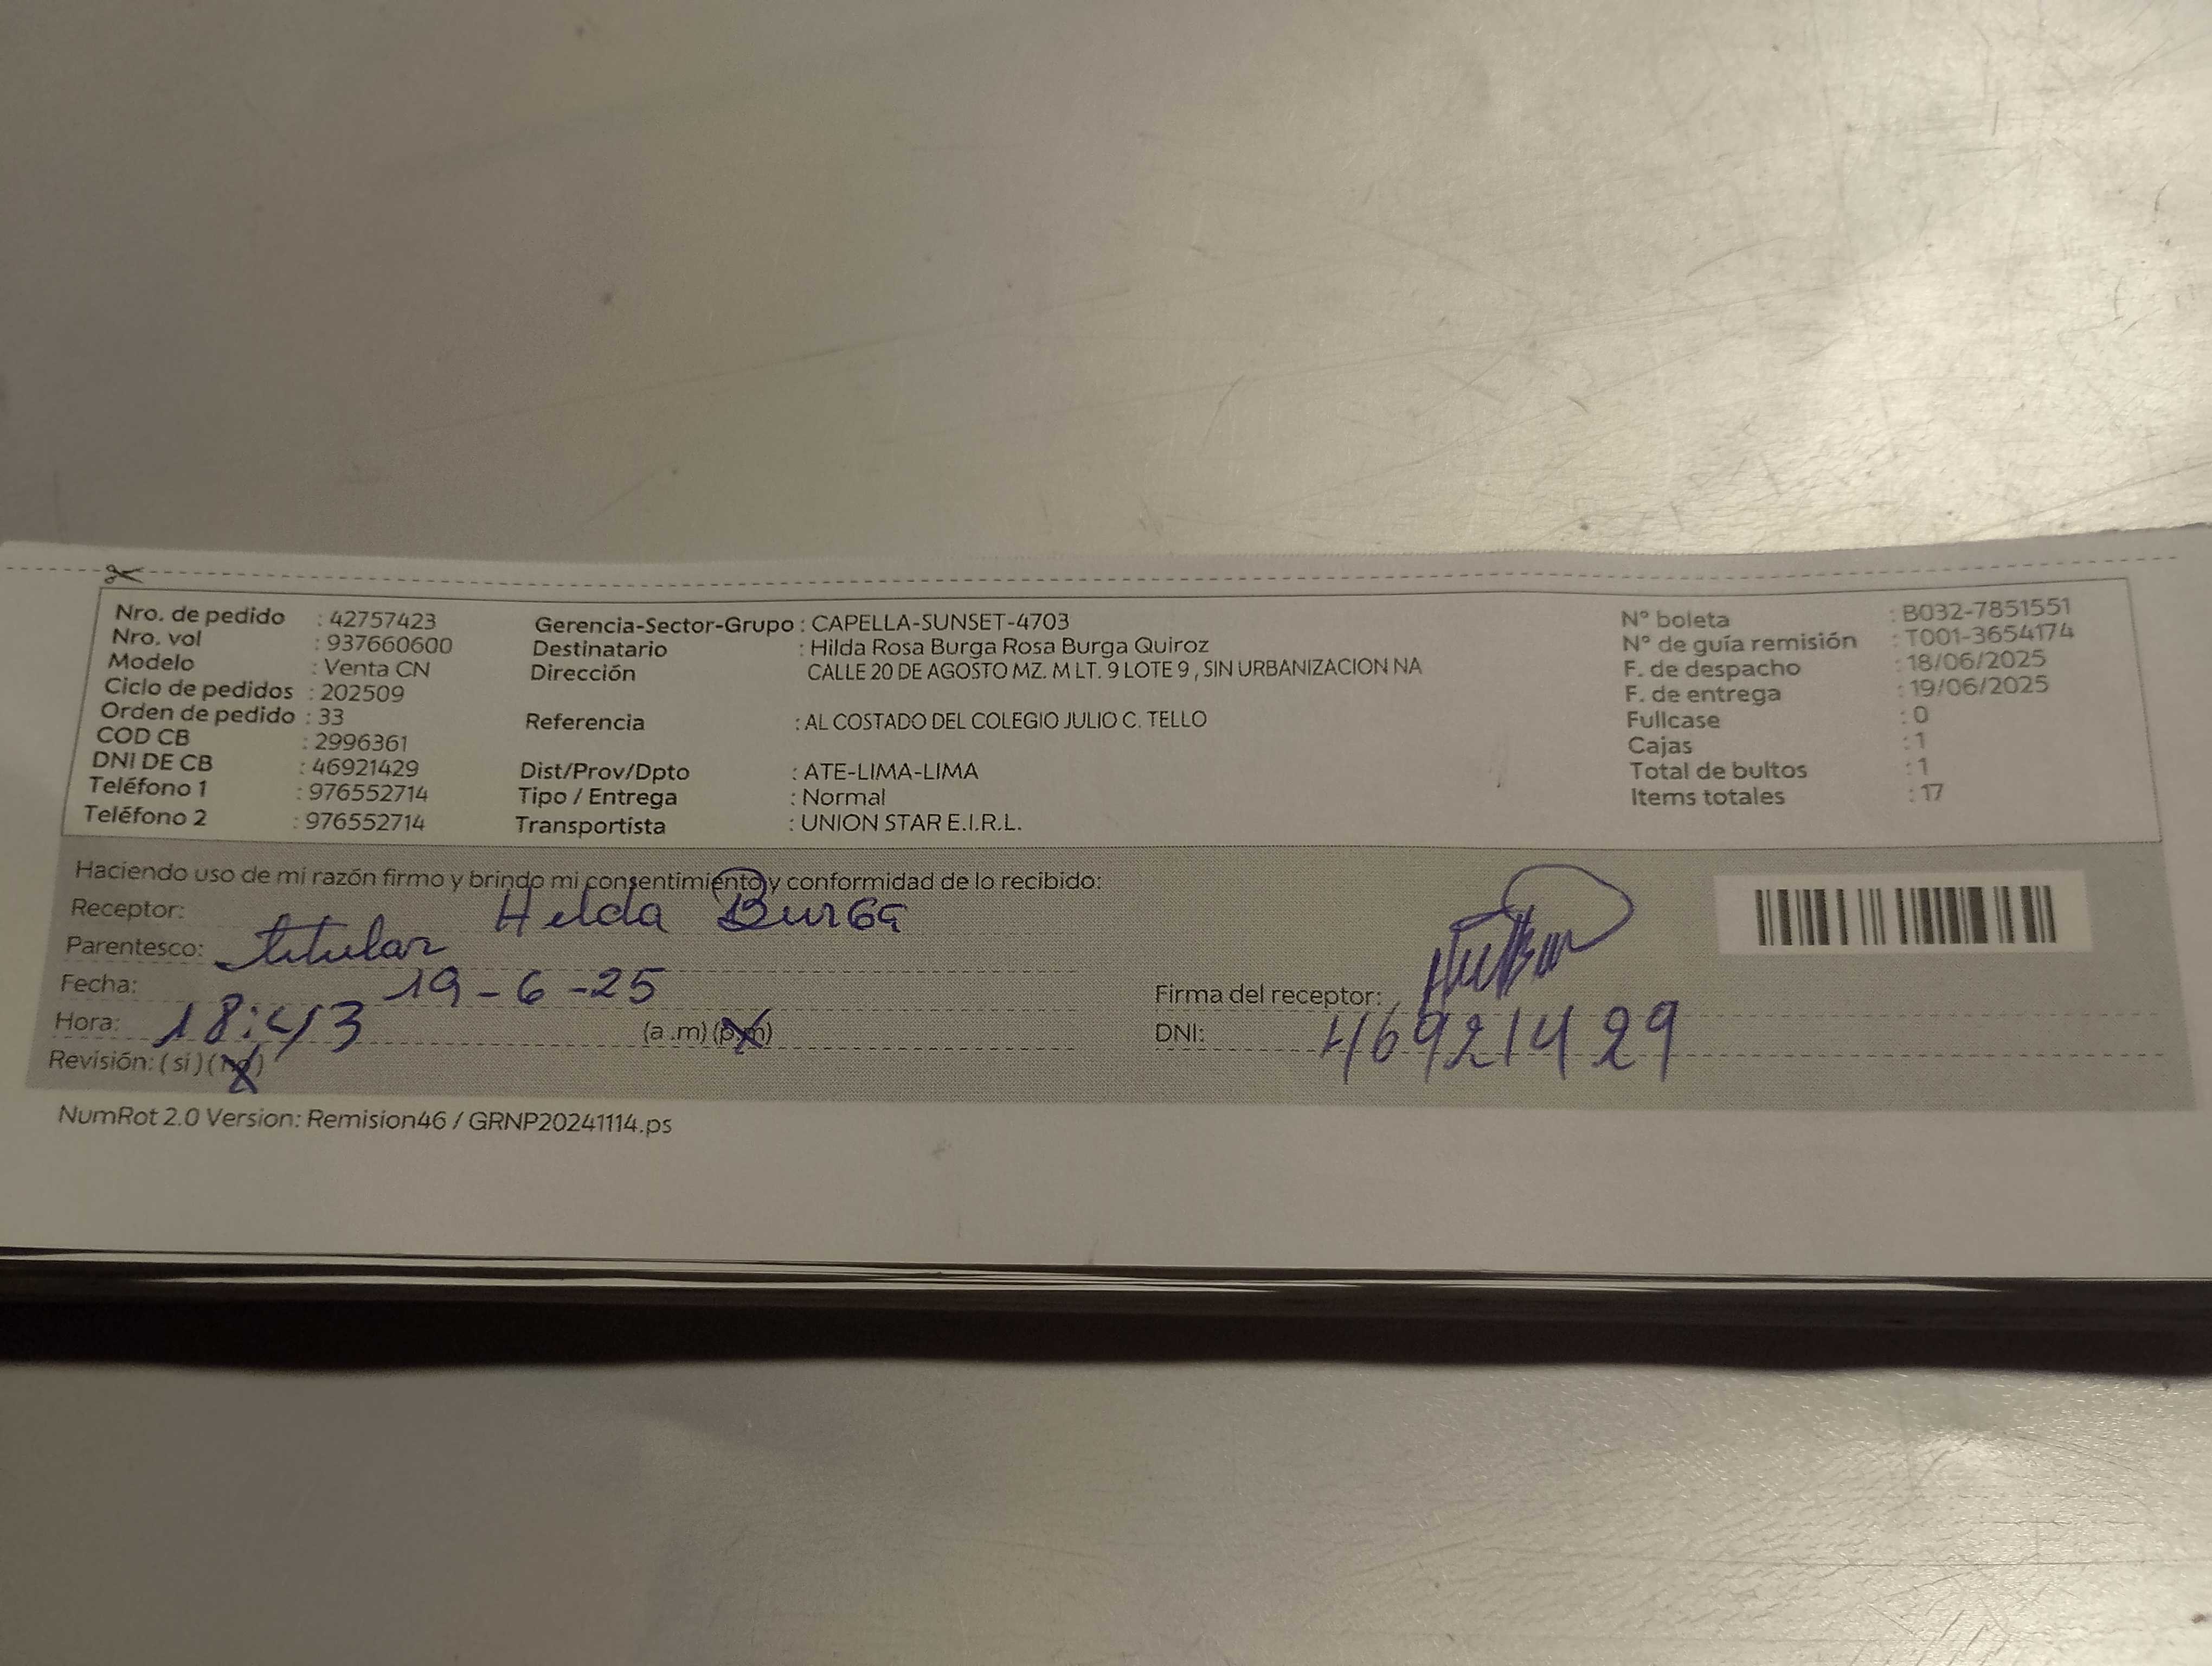 Nro. de pedido : 42757423
Nro. vol : 937660600
Modelo : Venta CN
Ciclo de pedidos : 202509
Orden de pedido : 33
COD CB : 2996361
DNI DE CB : 46921429
Teléfono 1 : 976552714
Teléfono 2 : 976552714
Gerencia-Sector-Grupo : CAPELLA-SUNSET-4703
Destinatario : Hilda Rosa Burga Rosa Burga Quiroz
Dirección CALLE 20 DE AGOSTO MZ. M LT. 9 LOTE 9 , SIN URBANIZACION NA
Referencia : AL COSTADO DEL COLEGIO JULIO C. TELLO
Dist/Prov/Dpto : ATE-LIMA-LIMA
Tipo / Entrega : Normal
Transportista : UNION STAR E.I.R.L.
N° boleta : B032-7851551
N° de guía remisión : T001-3654174
F. de despacho : 18/06/2025
F. de entrega : 19/06/2025
Fullcase : 0
Cajas : 1
Total de bultos : 1
Items totales : 17
Haciendo uso de mi razón firmo y brindo mi consentimiento y conformidad de lo recibido:
Receptor: Hilda Burga
Parentesco: titular
Fecha: 19-6-25
Hora: 18:43 (a .m) (p.m)
Revisión: ( si ) ( no )
Firma del receptor:
DNI: 46921429
NumRot 2.0 Version: Remision46 / GRNP20241114.ps